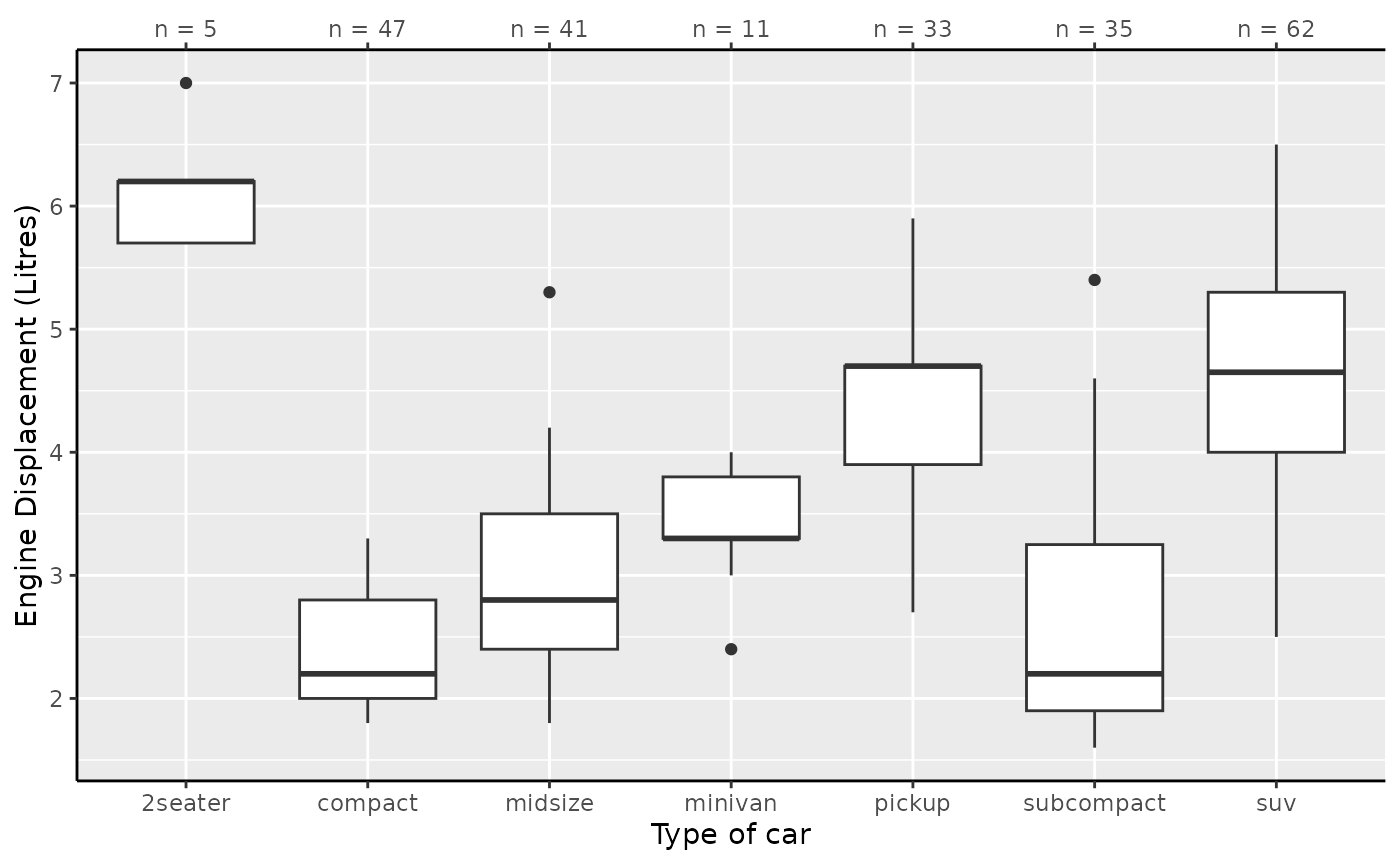 n = 5 n = 47 n = 41 n = 11 n = 33 n = 35 n = 62
Engine Displacement (Litres)
7
6
5
4
3
2
2seater compact midsize minivan pickup subcompact suv
Type of car